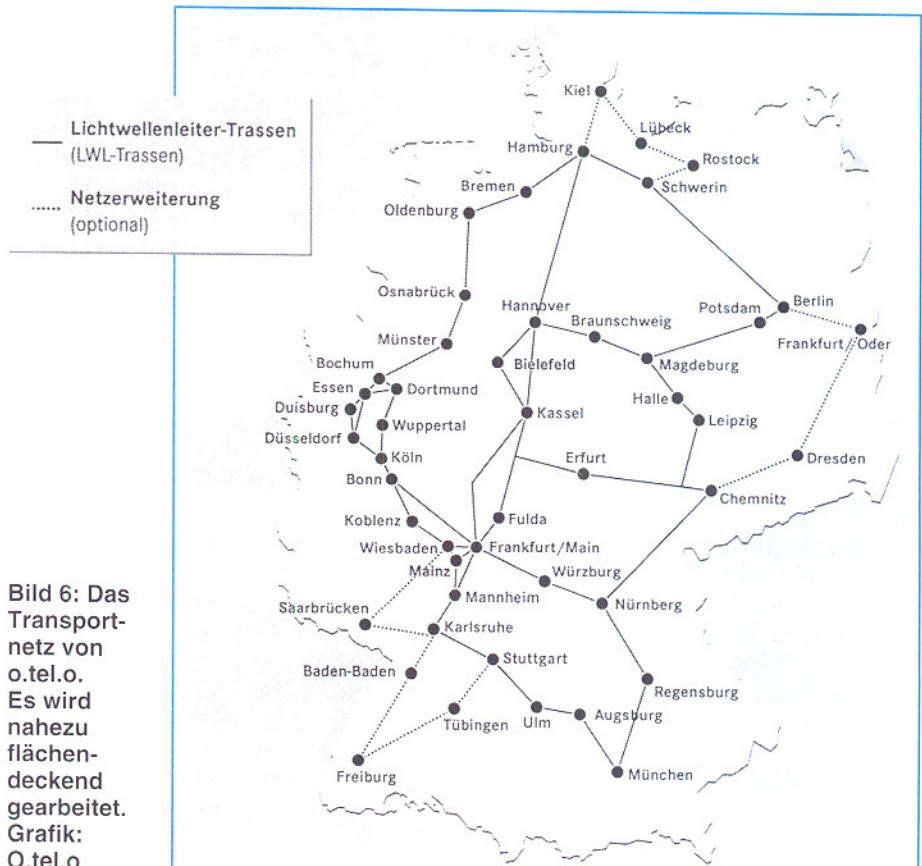 Lichtwellenleiter-Trassen
(LWL-Trassen)
Netzerweiterung
(optional)
Kiel
Lübeck
Hamburg
Rostock
Bremen
Schwerin
Oldenburg
Osnabrück
Hannover
Potsdam
Berlin
Braunschweig
Frankfurt/Oder
Münster
Magdeburg
Bielefeld
Bochum
Essen
Dortmund
Halle
Duisburg
Kassel
Leipzig
Wuppertal
Düsseldorf
Köln
Erfurt
Dresden
Bonn
Chemnitz
Koblenz
Fulda
Wiesbaden
Frankfurt/Main
Mainz
Würzburg
Mannheim
Nürnberg
Saarbrücken
Karlsruhe
Stuttgart
Baden-Baden
Regensburg
Tübingen
Ulm
Augsburg
Freiburg
München
Bild 6: Das
Transport-
netz von
o.tel.o.
Es wird
nahezu
flächen-
deckend
gearbeitet.
Grafik:
O.tel.o